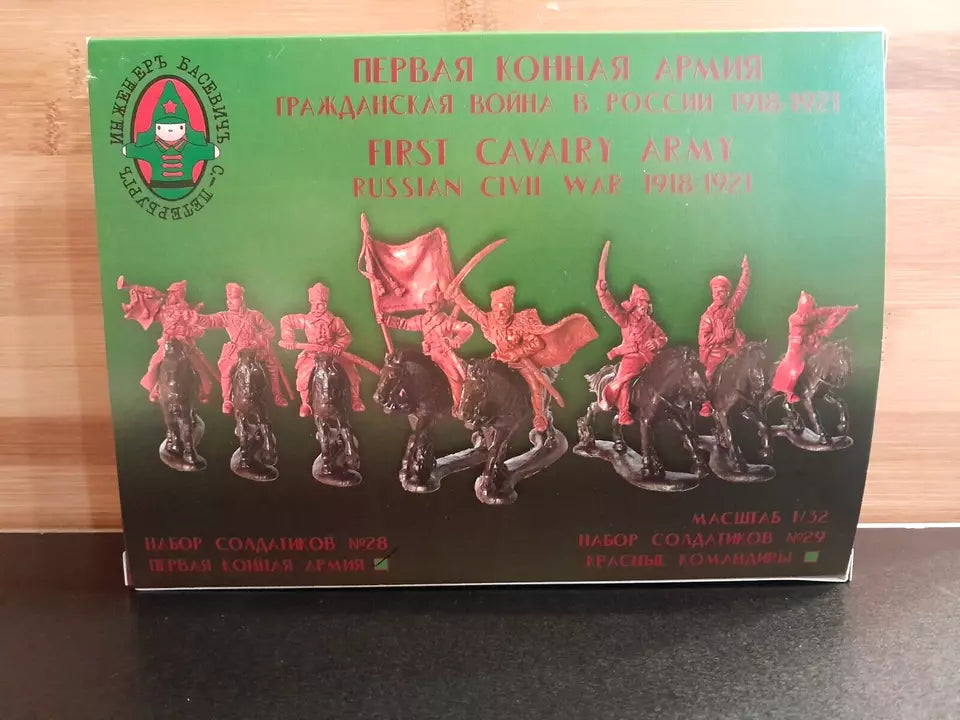 ИНЖЕНЕРЪ БАСЕВИЧЪ
С-ПЕТЕРБУРГЪ
ПЕРВАЯ КОННАЯ АРМИЯ
ГРАЖДАНСКАЯ ВОЙНА В РОССИИ 1918-1921
FIRST CAVALRY ARMY
RUSSIAN CIVIL WAR 1918-1921
НАБОР СОЛДАТИКОВ №28
ПЕРВАЯ КОННАЯ АРМИЯ
МАСШТАБ 1/32
НАБОР СОЛДАТИКОВ №29
КРАСНЫЕ КОМАНДИРЫ